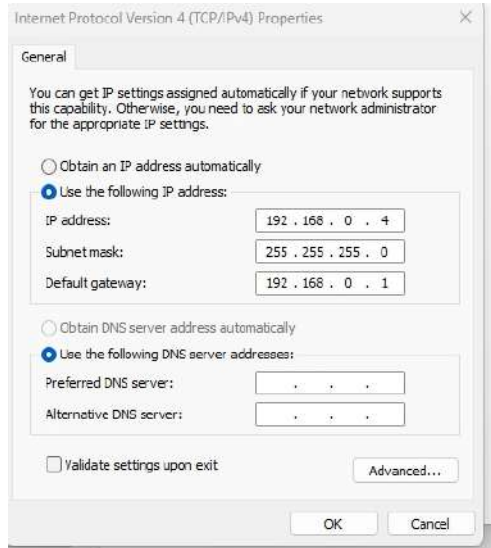 Internet Protocol Version 4 (TCP/IPv4) Properties
General
You can get IP settings assigned automatically if your network supports
this capability. Otherwise, you need to ask your network administrator
for the appropriate IP settings.
Obtain an IP address automatically
Use the following IP address:
IP address: 192 . 168 . 0 . 4
Subnet mask: 255 . 255 . 255 . 0
Default gateway: 192 . 168 . 0 . 1
Obtain DNS server address automatically
Use the following DNS server addresses:
Preferred DNS server: . . .
Alternative DNS server: . . .
Validate settings upon exit
Advanced...
OK Cancel